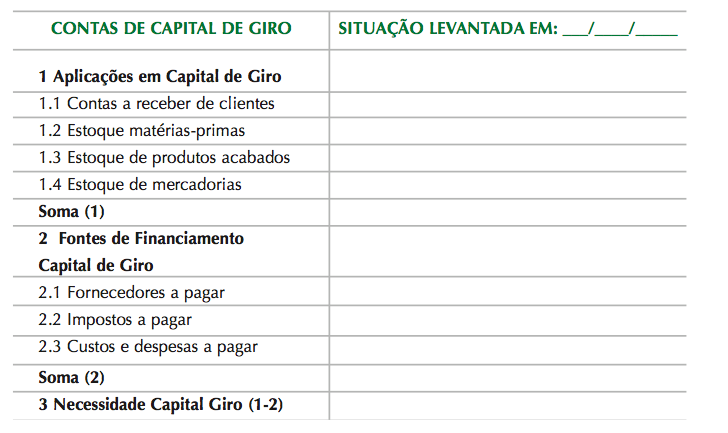 CONTAS DE CAPITAL DE GIRO
SITUAÇÃO LEVANTADA EM: ___/____/_____
1 Aplicações em Capital de Giro
1.1 Contas a receber de clientes
1.2 Estoque matérias-primas
1.3 Estoque de produtos acabados
1.4 Estoque de mercadorias
Soma (1)
2 Fontes de Financiamento
Capital de Giro
2.1 Fornecedores a pagar
2.2 Impostos a pagar
2.3 Custos e despesas a pagar
Soma (2)
3 Necessidade Capital Giro (1-2)